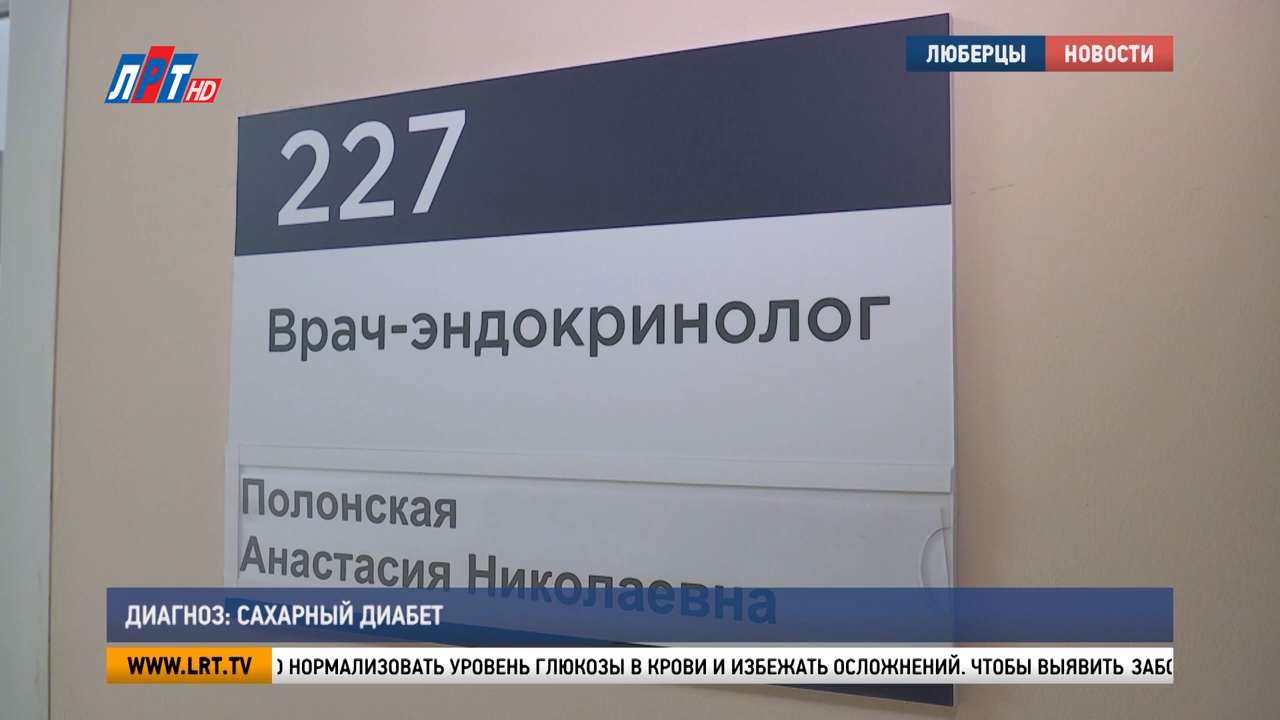 ЛРТ HD
ЛЮБЕРЦЫ НОВОСТИ
227
Врач-эндокринолог
Полонская
Анастасия Николаевна
ДИАГНОЗ: САХАРНЫЙ ДИАБЕТ
WWW.LRT.TV НОРМАЛИЗОВАТЬ УРОВЕНЬ ГЛЮКОЗЫ В КРОВИ И ИЗБЕЖАТЬ ОСЛОЖНЕНИЙ. ЧТОБЫ ВЫЯВИТЬ